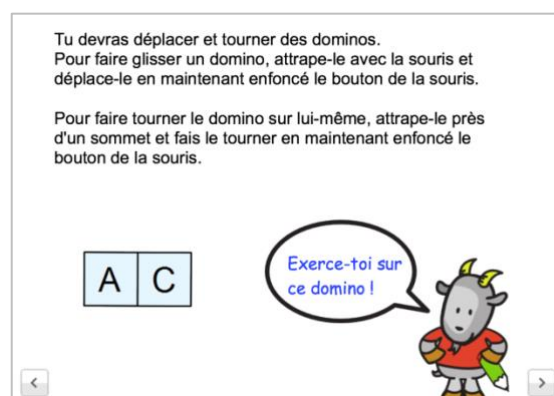 Tu devras déplacer et tourner des dominos.
Pour faire glisser un domino, attrape-le avec la souris et
déplace-le en maintenant enfoncé le bouton de la souris.
Pour faire tourner le domino sur lui-même, attrape-le près
d'un sommet et fais le tourner en maintenant enfoncé le
bouton de la souris.
A C
Exerce-toi sur
ce domino !